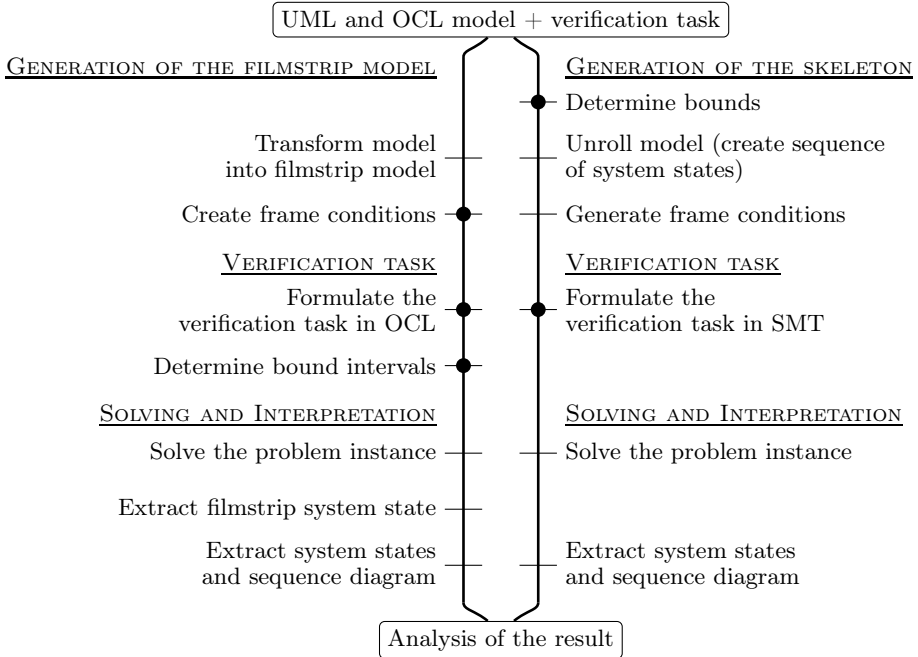 UML and OCL model + verification task
GENERATION OF THE FILMSTRIP MODEL
Transform model
into filmstrip model
Create frame conditions
VERIFICATION TASK
Formulate the
verification task in OCL
Determine bound intervals
SOLVING AND INTERPRETATION
Solve the problem instance
Extract filmstrip system state
Extract system states
and sequence diagram
GENERATION OF THE SKELETON
Determine bounds
Unroll model (create sequence
of system states)
Generate frame conditions
VERIFICATION TASK
Formulate the
verification task in SMT
SOLVING AND INTERPRETATION
Solve the problem instance
Extract system states
and sequence diagram
Analysis of the result